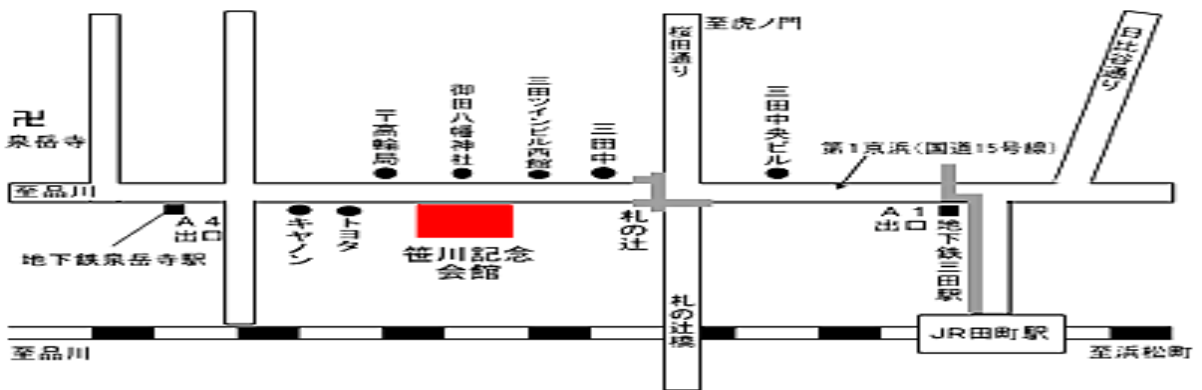 至虎ノ門
桜田通り
日比谷通り
卍
泉岳寺
〒高輪局
御田八幡神社
三田ツインビル西館
三田中
三田中央ビル
第1京浜(国道15号線)
至品川
A4
出口
地下鉄泉岳寺駅
キヤノン
トヨタ
笹川記念
会館
札の辻
A1
出口
地下鉄三田駅
札の辻橋
JR田町駅
至品川
至浜松町